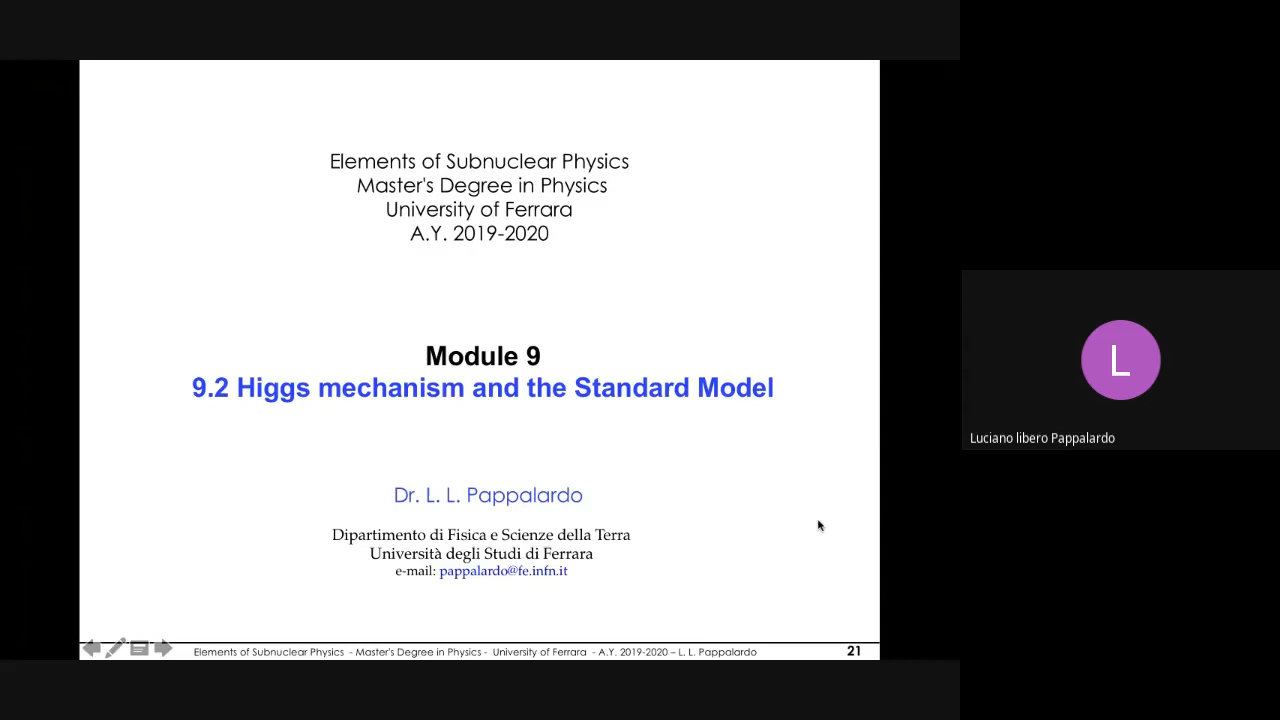 Elements of Subnuclear Physics
Master's Degree in Physics
University of Ferrara
A.Y. 2019-2020
Module 9
9.2 Higgs mechanism and the Standard Model
Dr. L. L. Pappalardo
Dipartimento di Fisica e Scienze della Terra
Università degli Studi di Ferrara
e-mail: pappalardo@fe.infn.it
Elements of Subnuclear Physics - Master's Degree in Physics - University of Ferrara - A.Y. 2019-2020 – L. L. Pappalardo 21
L
Luciano libero Pappalardo